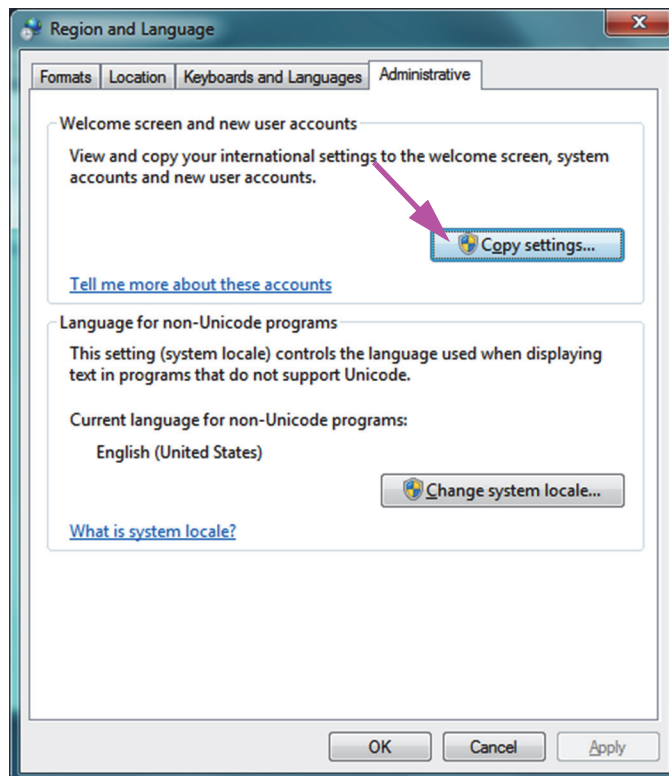 Region and Language
Formats Location Keyboards and Languages Administrative
Welcome screen and new user accounts
View and copy your international settings to the welcome screen, system
accounts and new user accounts.
Copy settings...
Tell me more about these accounts
Language for non-Unicode programs
This setting (system locale) controls the language used when displaying
text in programs that do not support Unicode.
Current language for non-Unicode programs:
English (United States)
Change system locale...
What is system locale?
OK Cancel Apply